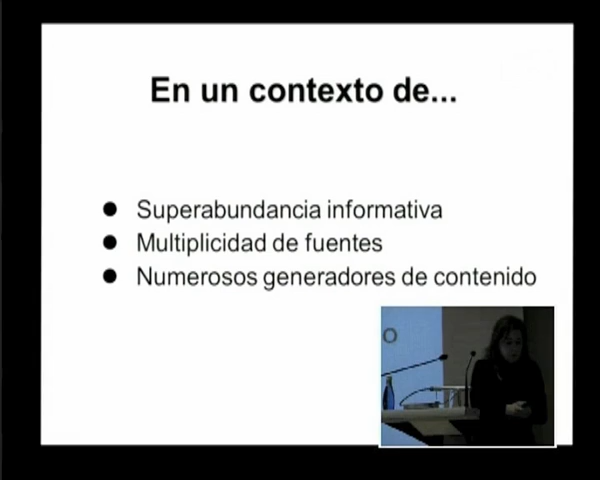 En un contexto de...
Superabundancia informativa
Multiplicidad de fuentes
Numerosos generadores de contenido
O